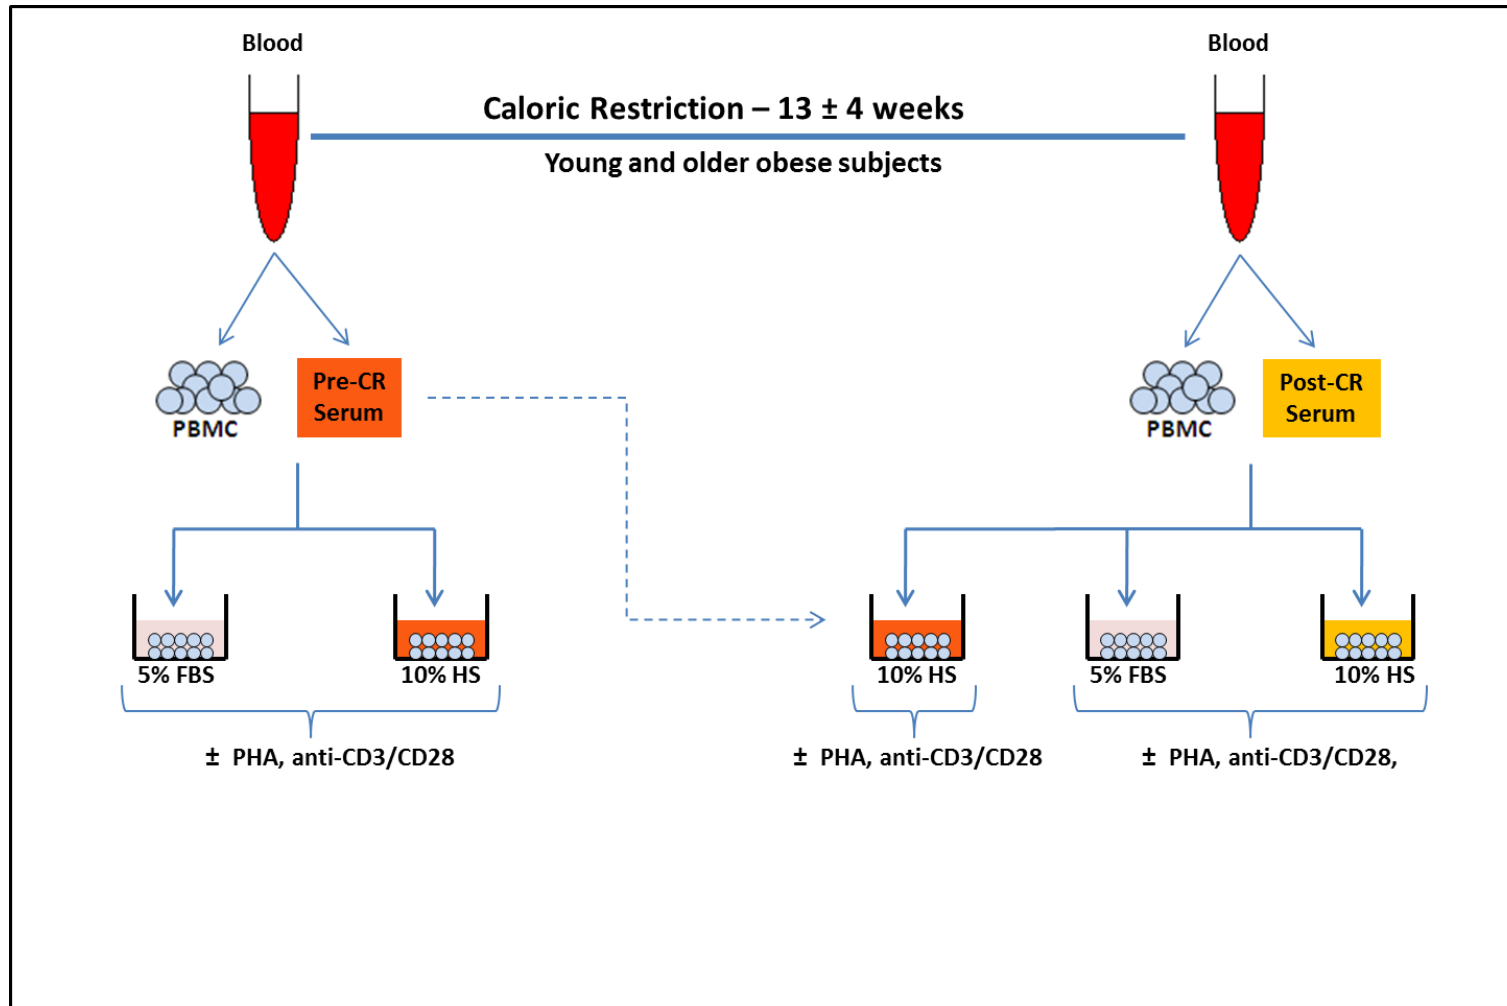 Blood
Blood
Caloric Restriction – 13 ± 4 weeks
Young and older obese subjects
Pre-CR
Serum
PBMC
Post-CR
Serum
PBMC
5% FBS
10% HS
10% HS
5% FBS
10% HS
± PHA, anti-CD3/CD28
± PHA, anti-CD3/CD28
± PHA, anti-CD3/CD28,